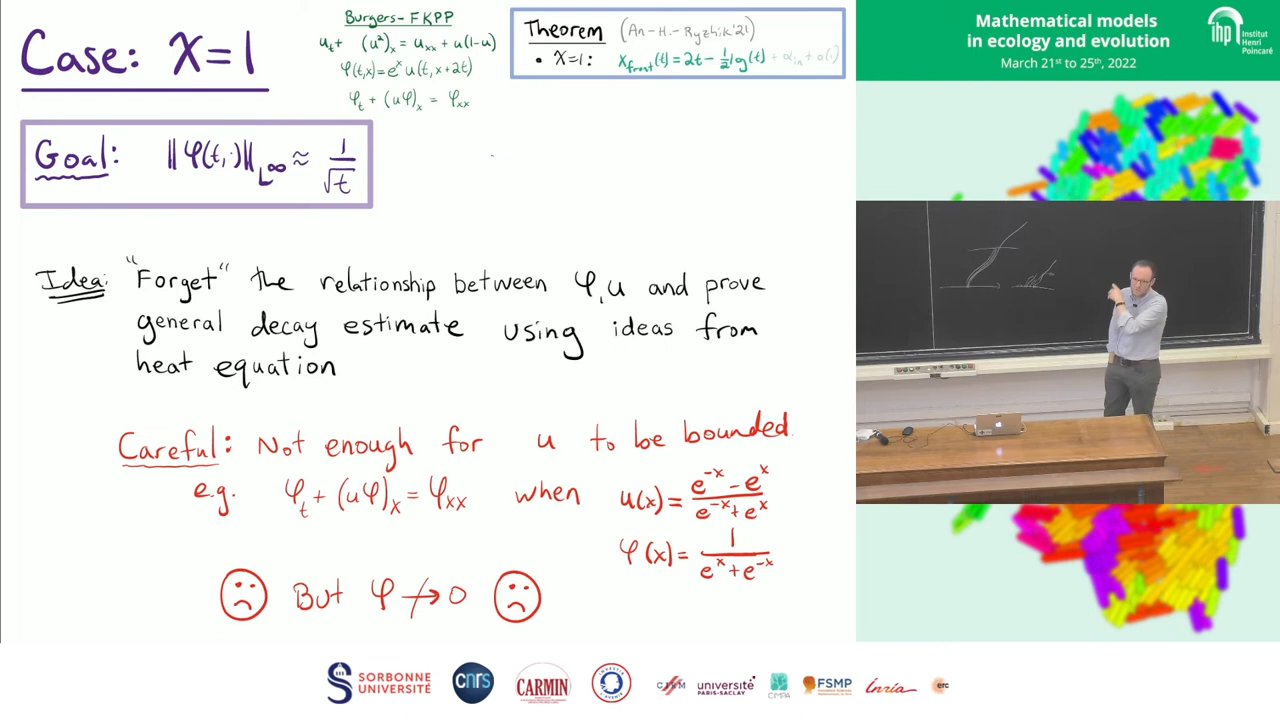 Case: χ=1
Burgers-FKPP
u_t + (u²)_x = u_xx + u(1-u)
φ(t,x) = e^x u(t, x+2t)
φ_t + (uφ)_x = φ_xx
Theorem (An-H.-Ryzhik '21)
• χ=1: x_front(t) = 2t - 1/2 log(t) + α_in + o(1)
Goal: ‖φ(t,·)‖_L∞ ≈ 1/√t
Idea: "Forget" the relationship between φ, u and prove
general decay estimate using ideas from
heat equation
Careful: Not enough for u to be bounded.
e.g. φ_t + (uφ)_x = φ_xx when u(x) = (e^-x - e^x)/(e^-x + e^x)
φ(x) = 1/(e^x + e^-x)
But φ ↛ 0
Mathematical models
in ecology and evolution
March 21st to 25th, 2022
ihp
Institut
Henri
Poincaré
SORBONNE
UNIVERSITÉ
cnrs
CARMIN
université
PARIS-SACLAY
CIMPA
FSMP
Inria
erc